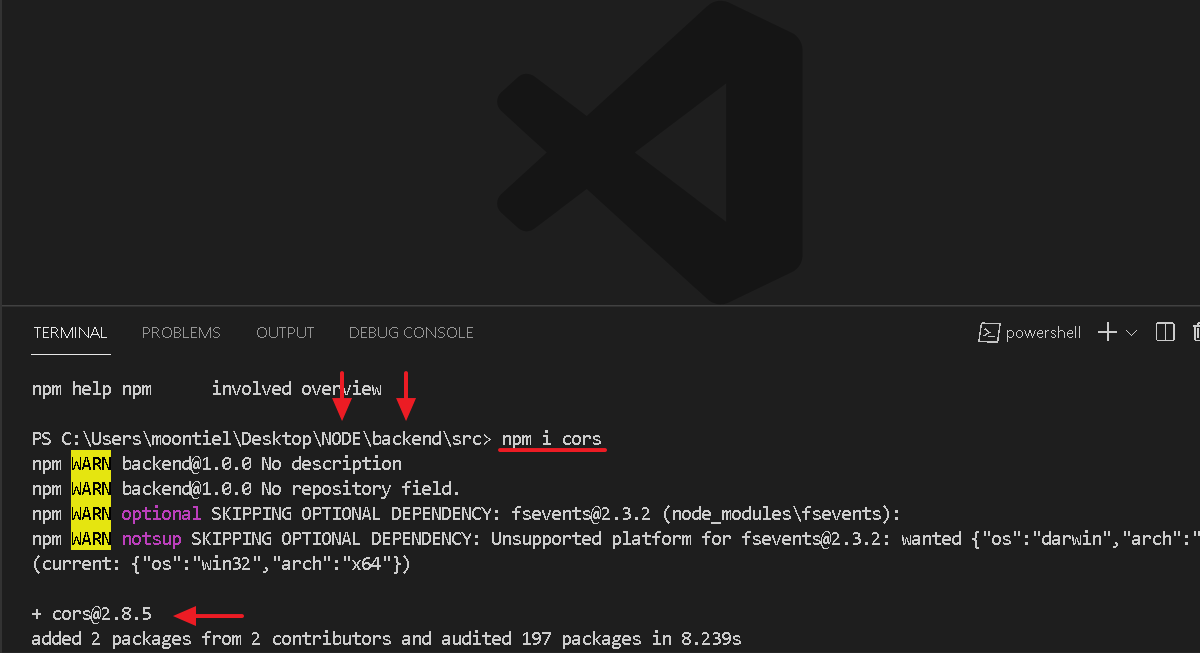 TERMINAL PROBLEMS OUTPUT DEBUG CONSOLE powershell
npm help npm involved overview
PS C:\Users\moontiel\Desktop\NODE\backend\src> npm i cors
npm WARN backend@1.0.0 No description
npm WARN backend@1.0.0 No repository field.
npm WARN optional SKIPPING OPTIONAL DEPENDENCY: fsevents@2.3.2 (node_modules\fsevents):
npm WARN notsup SKIPPING OPTIONAL DEPENDENCY: Unsupported platform for fsevents@2.3.2: wanted {"os":"darwin","arch":"
(current: {"os":"win32","arch":"x64"})
+ cors@2.8.5
added 2 packages from 2 contributors and audited 197 packages in 8.239s